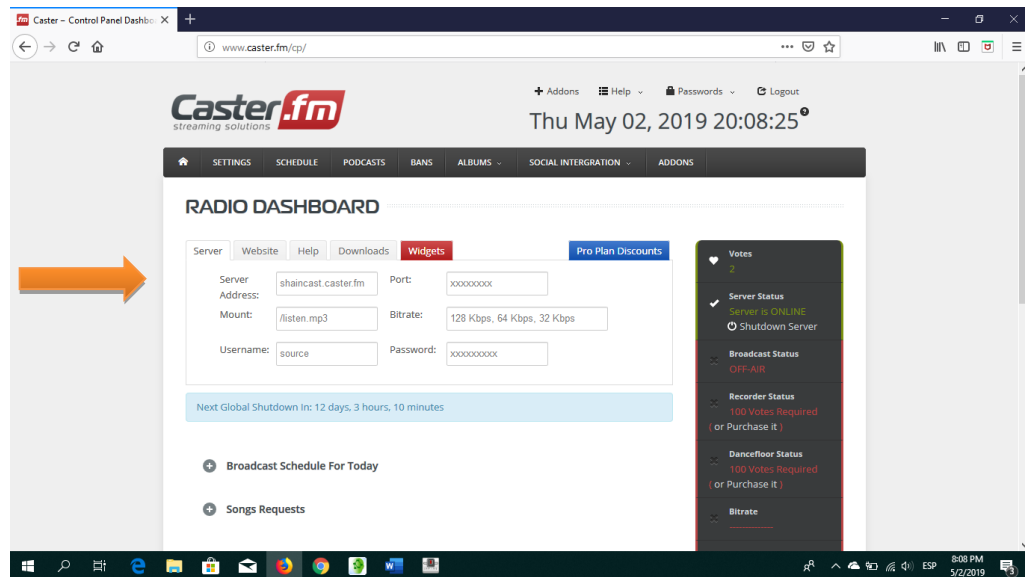 Caster – Control Panel Dashbo
www.caster.fm/cp/
Caster.fm
streaming solutions
Addons Help Passwords Logout
Thu May 02, 2019 20:08:25
SETTINGS SCHEDULE PODCASTS BANS ALBUMS SOCIAL INTERGRATION ADDONS
RADIO DASHBOARD
Server Website Help Downloads Widgets Pro Plan Discounts
Server Address: shaincast.caster.fm Port: xxxxxxxx
Mount: /listen.mp3 Bitrate: 128 Kbps, 64 Kbps, 32 Kbps
Username: source Password: xxxxxxxxx
Next Global Shutdown In: 12 days, 3 hours, 10 minutes
Broadcast Schedule For Today
Songs Requests
Votes
2
Server Status
Server is ONLINE
Shutdown Server
Broadcast Status
OFF-AIR
Recorder Status
100 Votes Required
( or Purchase it )
Dancefloor Status
100 Votes Required
( or Purchase it )
Bitrate
ESP
8:08 PM
5/2/2019
3